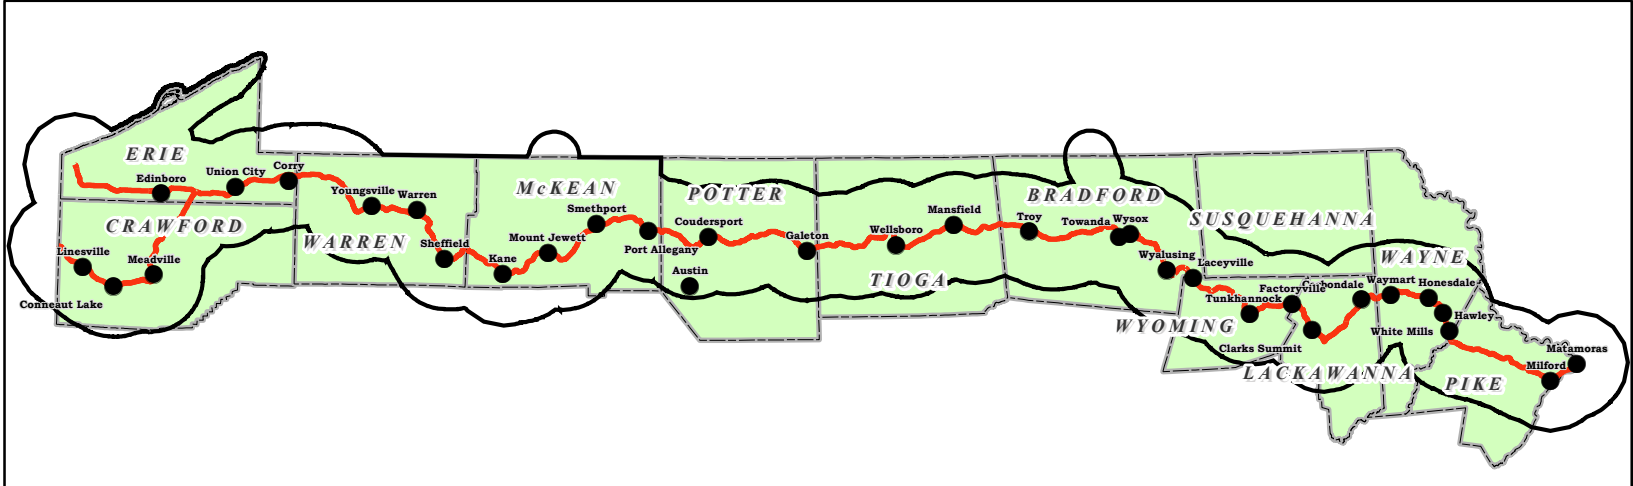 ERIE
Edinboro
Union City
Corry
CRAWFORD
Linesville
Meadville
Conneaut Lake
Youngsville
Warren
WARREN
Sheffield
McKEAN
Smethport
Mount Jewett
Kane
Port Allegany
POTTER
Coudersport
Galeton
Austin
Wellsboro
Mansfield
TIOGA
BRADFORD
Troy
Towanda
Wysox
Wyalusing
Laceyville
SUSQUEHANNA
WYOMING
Tunkhannock
Factoryville
Carbondale
Clarks Summit
LACKAWANNA
WAYNE
Waymart
Honesdale
White Mills
Hawley
PIKE
Milford
Matamoras